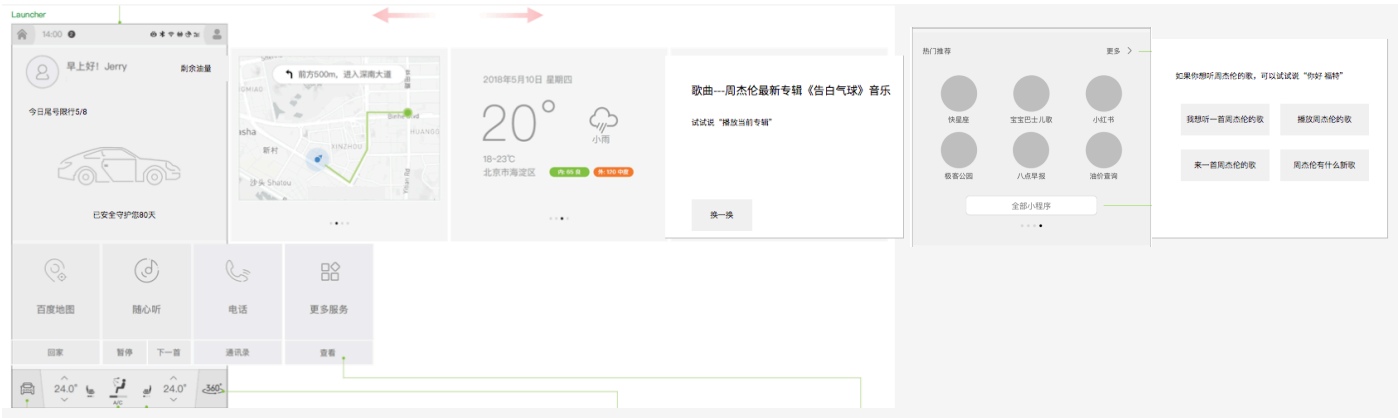 Launcher
14:00
早上好！Jerry
剩余油量
今日尾号限行5/8
已安全守护您80天
前方500m，进入深南大道
asha
新村
XINZHOU
HUANGG
沙头 Shatou
2018年5月10日 星期四
20°
小雨
18-23℃
北京市海淀区
歌曲---周杰伦最新专辑《告白气球》音乐
试试说“播放当前专辑”
换一换
热门推荐
更多
快星座
宝宝巴士儿歌
小红书
极客公园
八点早报
油价查询
全部小程序
如果你想听周杰伦的歌，可以试试说“你好 福特”
我想听一首周杰伦的歌
播放周杰伦的歌
来一首周杰伦的歌
周杰伦有什么新歌
百度地图
随心听
电话
更多服务
回家
暂停
下一首
通讯录
查看
24.0°
A/C
24.0°
360°